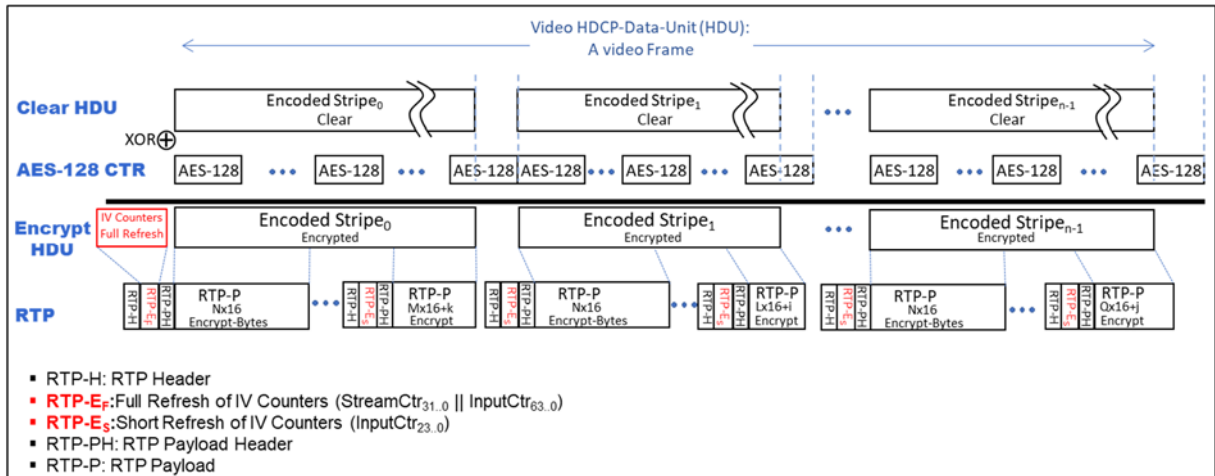 Video HDCP-Data-Unit (HDU):
A video Frame
Clear HDU
Encoded Stripe0
Clear
Encoded Stripe1
Clear
Encoded Stripen-1
Clear
XOR
AES-128 CTR
AES-128 AES-128 AES-128 AES-128 AES-128 AES-128 AES-128 AES-128 AES-128
IV Counters
Full Refresh
Encrypt
HDU
Encoded Stripe0
Encrypted
Encoded Stripe1
Encrypted
Encoded Stripen-1
Encrypted
RTP
RTP-H
RTP-EF
RTP-PH
RTP-P
Nx16
Encrypt-Bytes
RTP-H
RTP-ES
RTP-PH
RTP-P
Mx16+k
Encrypt
RTP-H
RTP-ES
RTP-P
Nx16
Encrypt-Bytes
RTP-H
RTP-ES
RTP-PH
RTP-P
Lx16+i
Encrypt
RTP-H
RTP-ES
RTP-PH
RTP-P
Nx16
Encrypt-Bytes
RTP-H
RTP-ES
RTP-PH
RTP-P
Qx16+j
Encrypt
▪ RTP-H: RTP Header
▪ RTP-EF:Full Refresh of IV Counters (StreamCtr31..0 || InputCtr63..0)
▪ RTP-ES:Short Refresh of IV Counters (InputCtr23..0)
▪ RTP-PH: RTP Payload Header
▪ RTP-P: RTP Payload